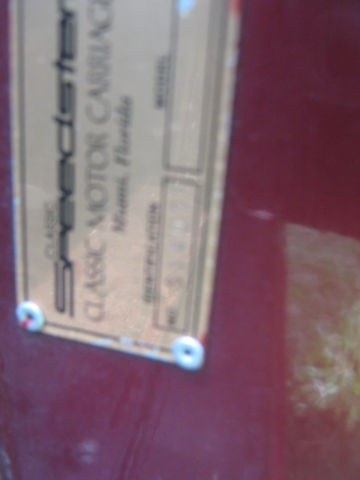 CLASSIC
Speedster
CLASSIC MOTOR CARRIAGES
Miami, Florida
MODEL
IDENTIFICATION
NO.